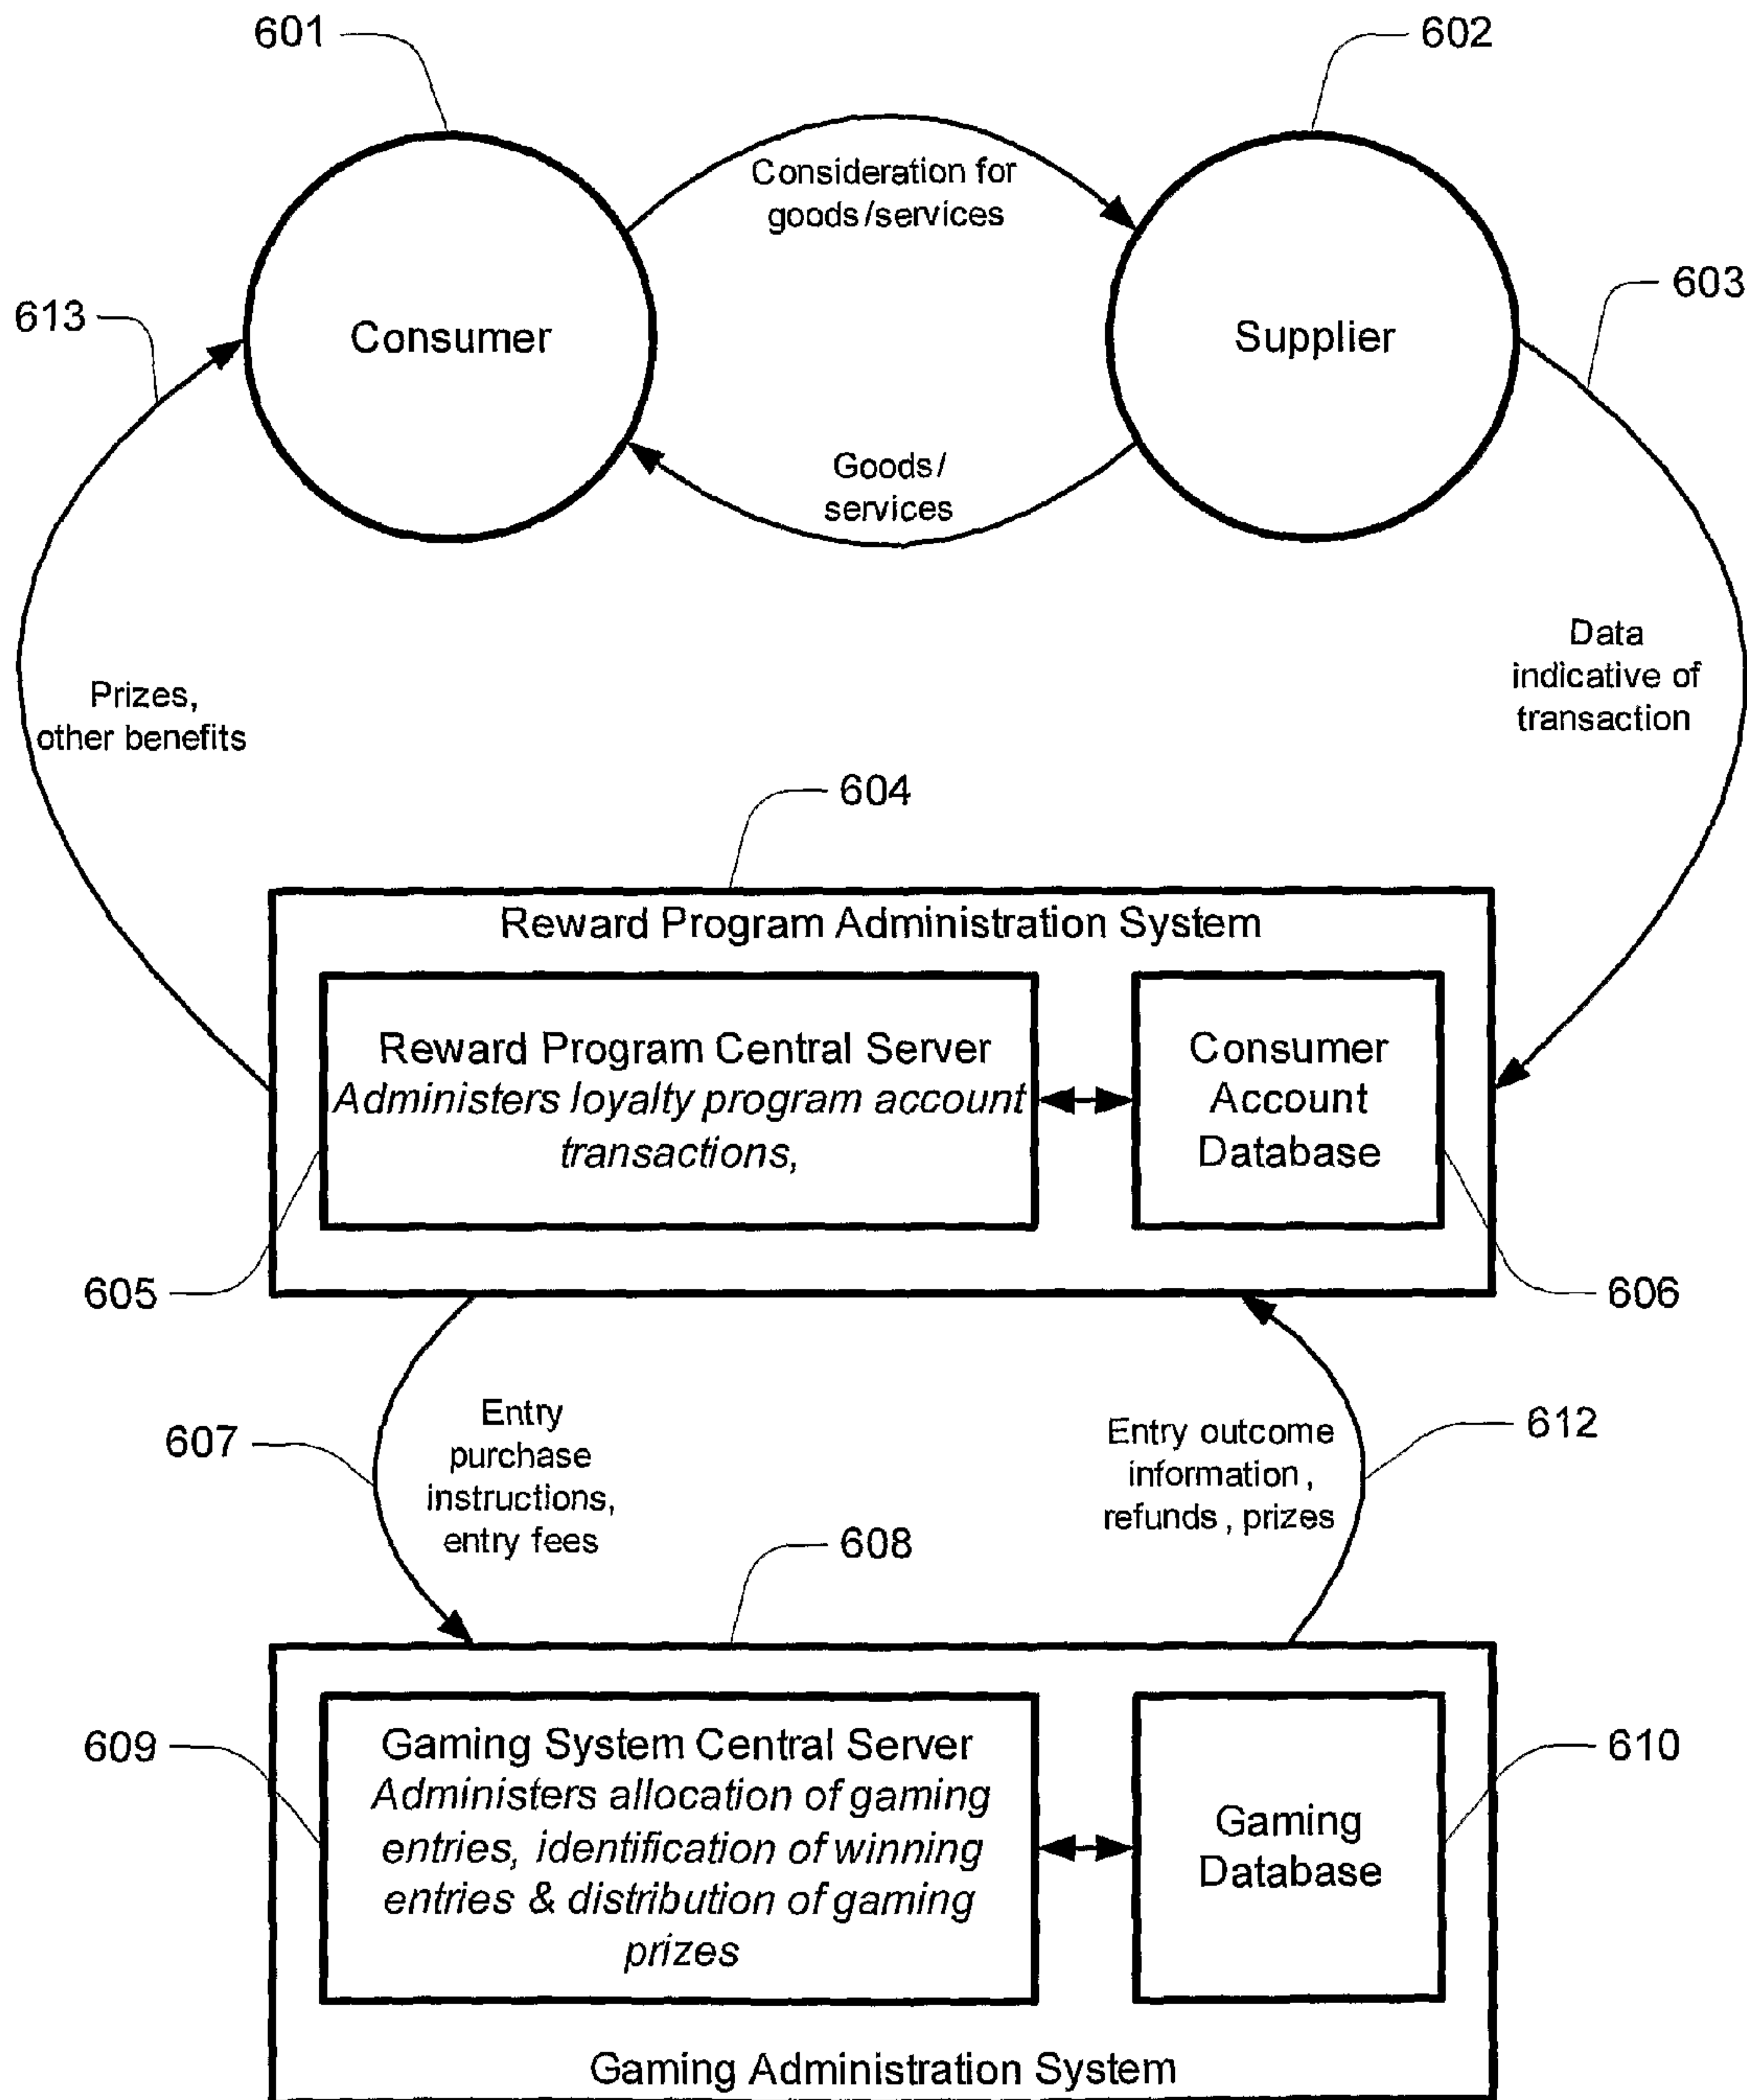 601
602
Consideration for
goods/services
603
613
Consumer
Supplier
Goods/
services
Data
indicative of
transaction
Prizes,
other benefits
604
Reward Program Administration System
Reward Program Central Server
Administers loyalty program account
transactions,
Consumer
Account
Database
605
606
607
Entry
purchase
instructions,
entry fees
Entry outcome
information,
refunds, prizes
612
608
609
Gaming System Central Server
Administers allocation of gaming
entries, identification of winning
entries & distribution of gaming
prizes
610
Gaming
Database
Gaming Administration System